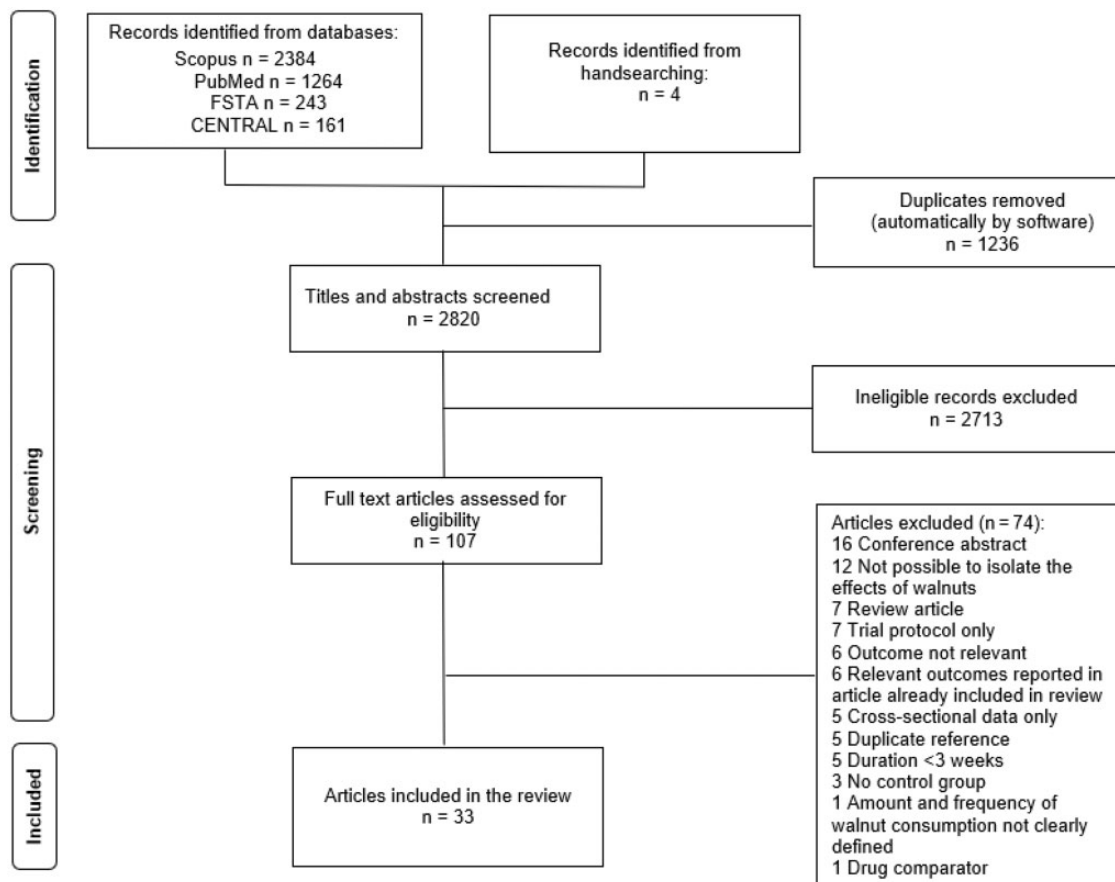 Identification
Records identified from databases:
Scopus n = 2384
PubMed n = 1264
FSTA n = 243
CENTRAL n = 161
Records identified from
handsearching:
n = 4
Duplicates removed
(automatically by software)
n = 1236
Screening
Titles and abstracts screened
n = 2820
Ineligible records excluded
n = 2713
Full text articles assessed for
eligibility
n = 107
Articles excluded (n = 74):
16 Conference abstract
12 Not possible to isolate the
effects of walnuts
7 Review article
7 Trial protocol only
6 Outcome not relevant
6 Relevant outcomes reported in
article already included in review
5 Cross-sectional data only
5 Duplicate reference
5 Duration <3 weeks
3 No control group
1 Amount and frequency of
walnut consumption not clearly
defined
1 Drug comparator
Included
Articles included in the review
n = 33